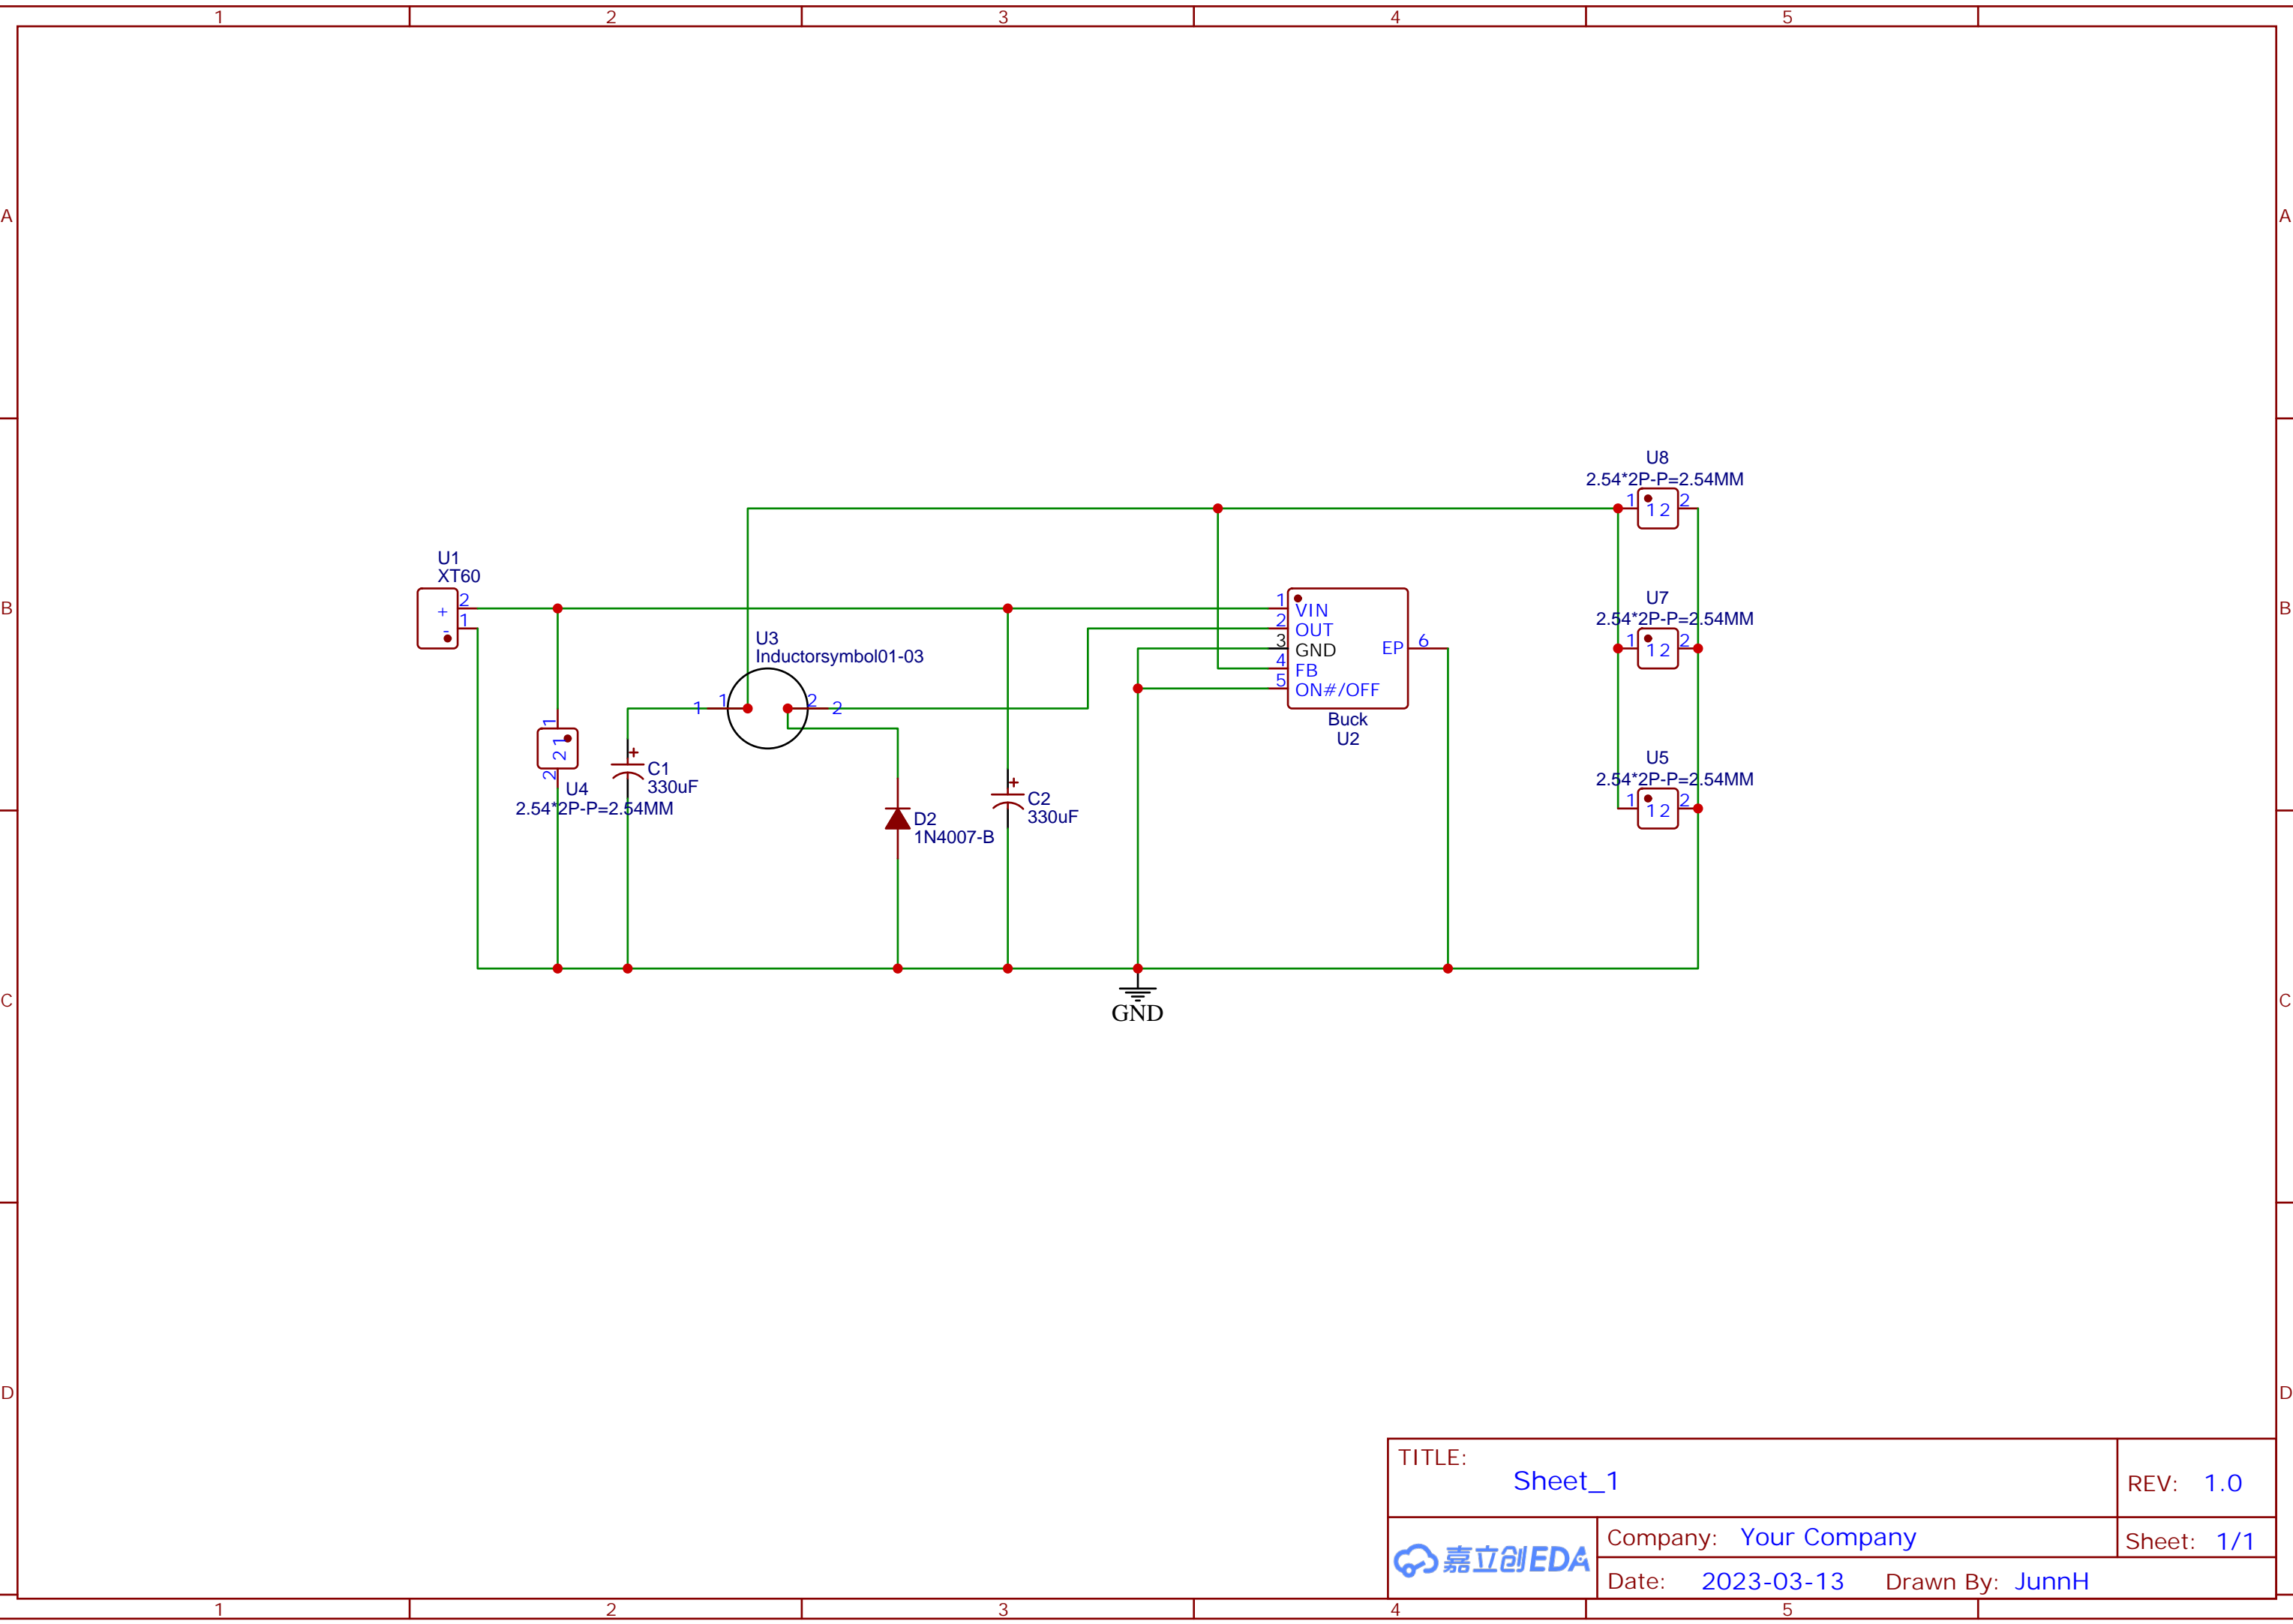 1 2 3 4 5
A A
U8
2.54*2P-P=2.54MM
1 1 2 2
U1
XT60
+ 2
- 1
B B
U7
2.54*2P-P=2.54MM
1 1 2 2
1 VIN
2 OUT
3 GND
4 FB
5 ON#/OFF
EP 6
Buck
U2
U3
Inductorsymbol01-03
1 1 2 2
1 1
2 2
U4
2.54*2P-P=2.54MM
+
C1
330uF
D2
1N4007-B
+
C2
330uF
U5
2.54*2P-P=2.54MM
1 1 2 2
C C
GND
D D
TITLE:
Sheet_1
REV: 1.0
嘉立创EDA
Company: Your Company
Sheet: 1/1
Date: 2023-03-13 Drawn By: JunnH
1 2 3 4 5